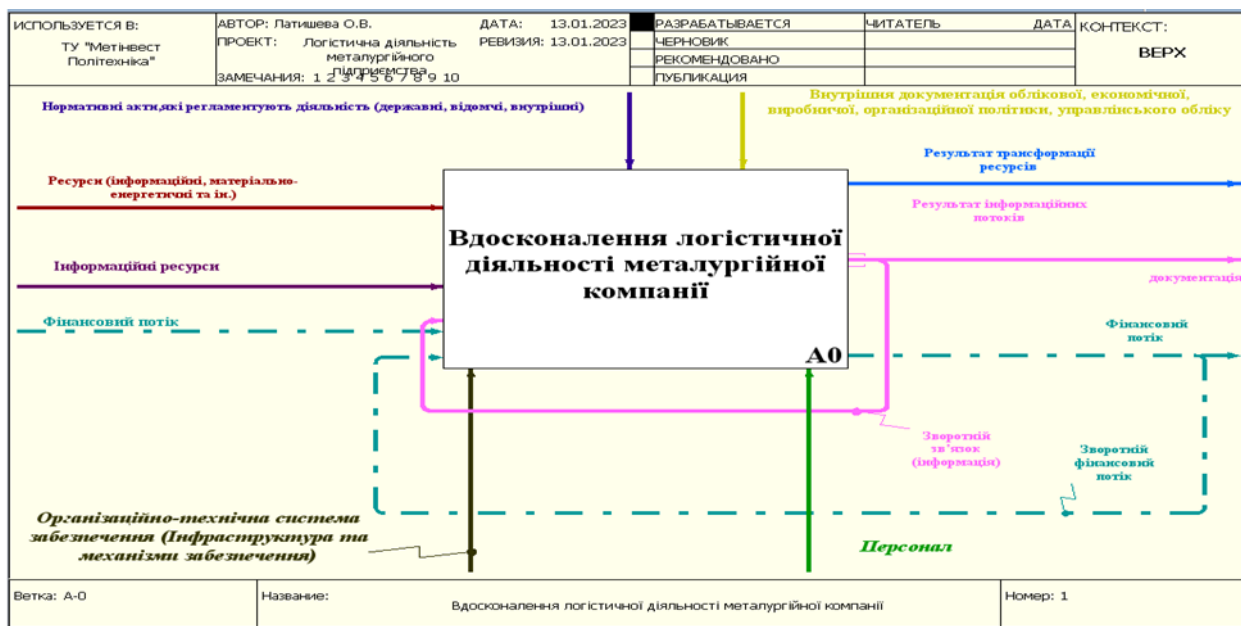 ИСПОЛЬЗУЕТСЯ В:
ТУ "Метінвест
Політехніка"
АВТОР: Латишева О.В.
ДАТА: 13.01.2023
ПРОЕКТ: Логістична діяльність
металургійного
підприємства
РЕВИЗИЯ: 13.01.2023
ЗАМЕЧАНИЯ: 1 2 3 4 5 6 7 8 9 10
РАЗРАБАТЫВАЕТСЯ
ЧЕРНОВИК
РЕКОМЕНДОВАНО
ПУБЛИКАЦИЯ
ЧИТАТЕЛЬ
ДАТА
КОНТЕКСТ:
ВЕРХ
Нормативні акти,які регламентують діяльність (державні, відомчі, внутрішні)
Внутрішня документація облікової, економічної,
виробничої, організаційної політики, управлінського обліку
Ресурси (інформаційні, матеріально-
енергетичні та ін.)
Результат трансформації
ресурсів
Результат інформаційних
потоків
Вдосконалення логістичної
діяльності металургійної
компанії
A0
Інформаційні ресурси
документація
Фінансовий потік
Фінансовий
потік
Зворотній
зв'язок
(інформація)
Зворотній
фінансовий
потік
Організаційно-технічна система
забезпечення (Інфраструктура та
механізми забезпечення)
Персонал
Ветка: A-0
Название:
Вдосконалення логістичної діяльності металургійної компанії
Номер: 1